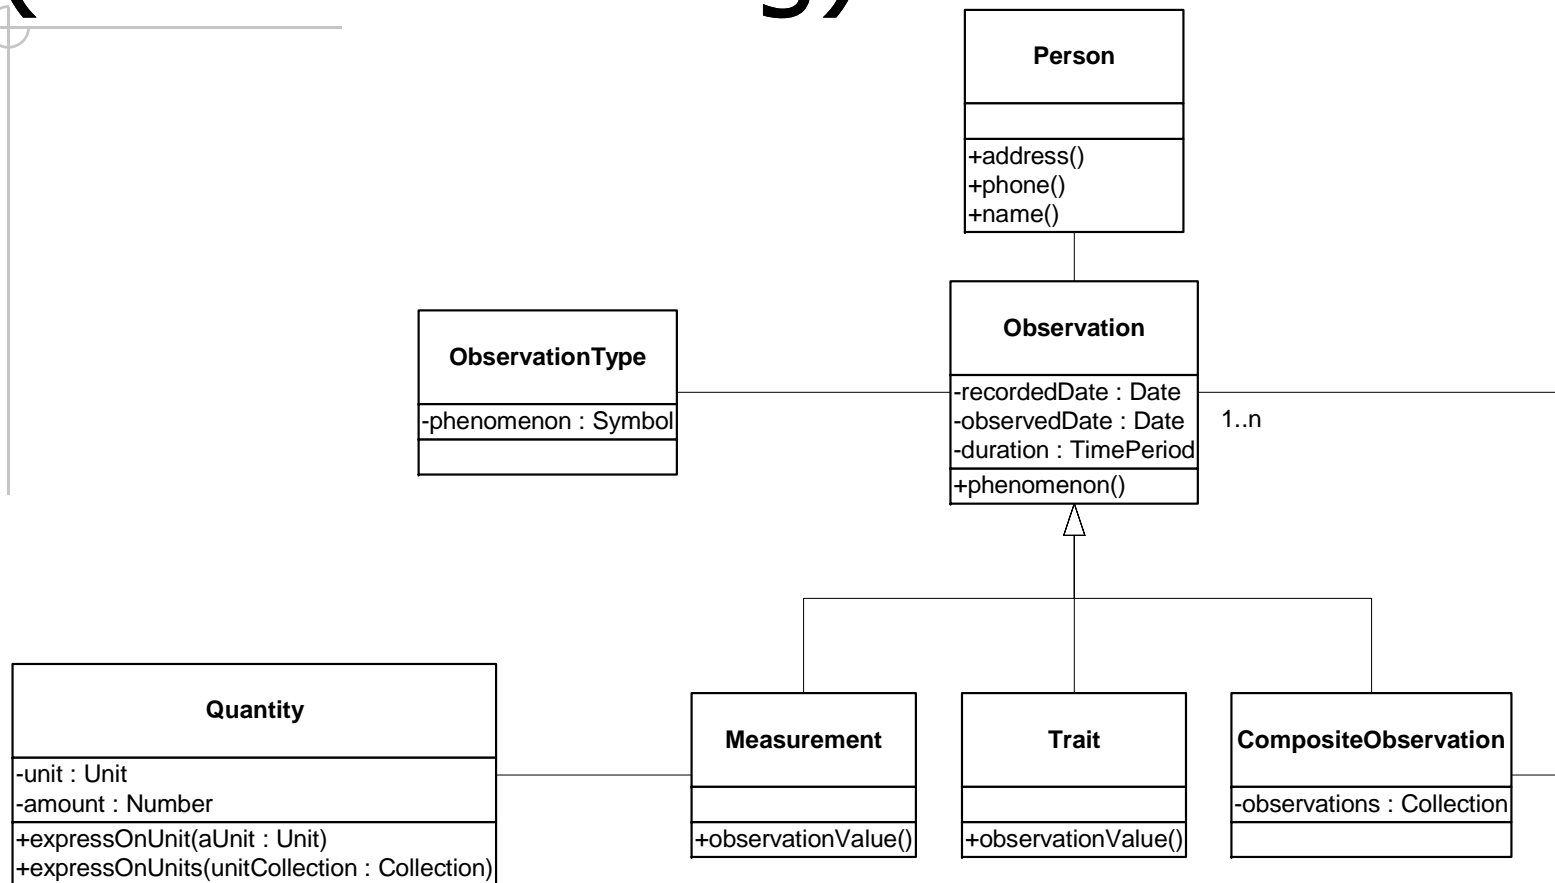 Person
+address()
+phone()
+name()
ObservationType
-phenomenon : Symbol
Observation
-recordedDate : Date
-observedDate : Date
-duration : TimePeriod
+phenomenon()
1..n
Quantity
-unit : Unit
-amount : Number
+expressOnUnit(aUnit : Unit)
+expressOnUnits(unitCollection : Collection)
Measurement
+observationValue()
Trait
+observationValue()
CompositeObservation
-observations : Collection